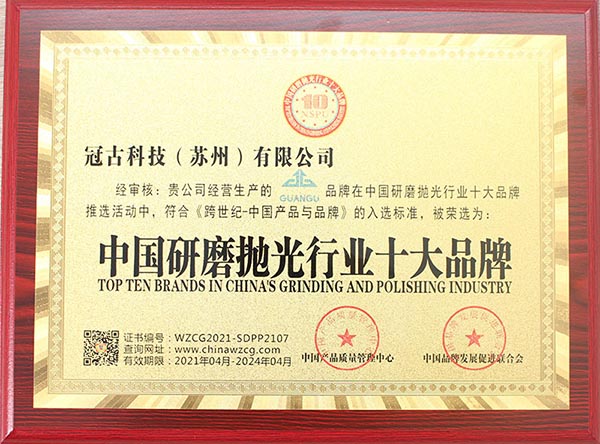 10
NSPU
冠古科技（苏州）有限公司
经审核：贵公司经营生产的 GUANGU 品牌在中国研磨抛光行业十大品牌
推选活动中，符合《跨世纪-中国产品与品牌》的入选标准，被荣选为：
中国研磨抛光行业十大品牌
TOP TEN BRANDS IN CHINA'S GRINDING AND POLISHING INDUSTRY
证书编号：WZCG2021-SDPP2107
查询网址：www.chinawzcg.com
有效期限：2021年04月-2024年04月
中国产品质量管理中心
中国品牌发展促进联合会